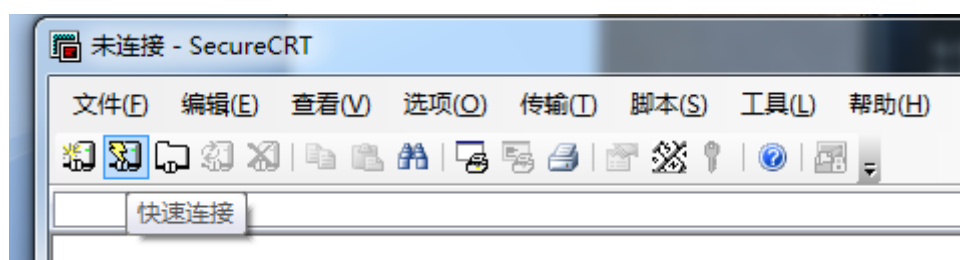 未连接 - SecureCRT
文件(F) 编辑(E) 查看(V) 选项(O) 传输(T) 脚本(S) 工具(L) 帮助(H)
快速连接